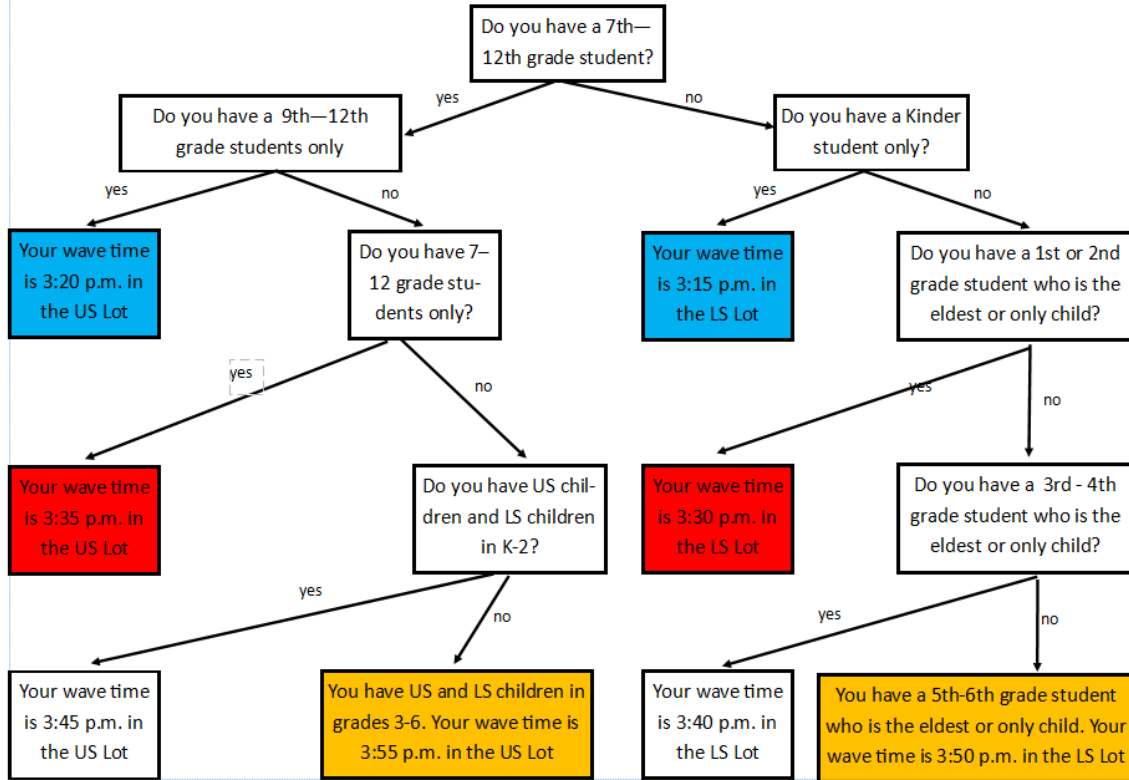 Do you have a 7th—
12th grade student?
yes
no
Do you have a 9th—12th
grade students only
Do you have a Kinder
student only?
yes
no
yes
no
Your wave time
is 3:20 p.m. in
the US Lot
Do you have 7–
12 grade stu-
dents only?
Your wave time
is 3:15 p.m. in
the LS Lot
Do you have a 1st or 2nd
grade student who is the
eldest or only child?
yes
no
yes
no
Your wave time
is 3:35 p.m. in
the US Lot
Do you have US chil-
dren and LS children
in K-2?
Your wave time
is 3:30 p.m. in
the LS Lot
Do you have a 3rd - 4th
grade student who is the
eldest or only child?
yes
no
yes
no
Your wave time
is 3:45 p.m. in
the US Lot
You have US and LS children in
grades 3-6. Your wave time is
3:55 p.m. in the US Lot
Your wave time
is 3:40 p.m. in
the LS Lot
You have a 5th-6th grade student
who is the eldest or only child. Your
wave time is 3:50 p.m. in the LS Lot